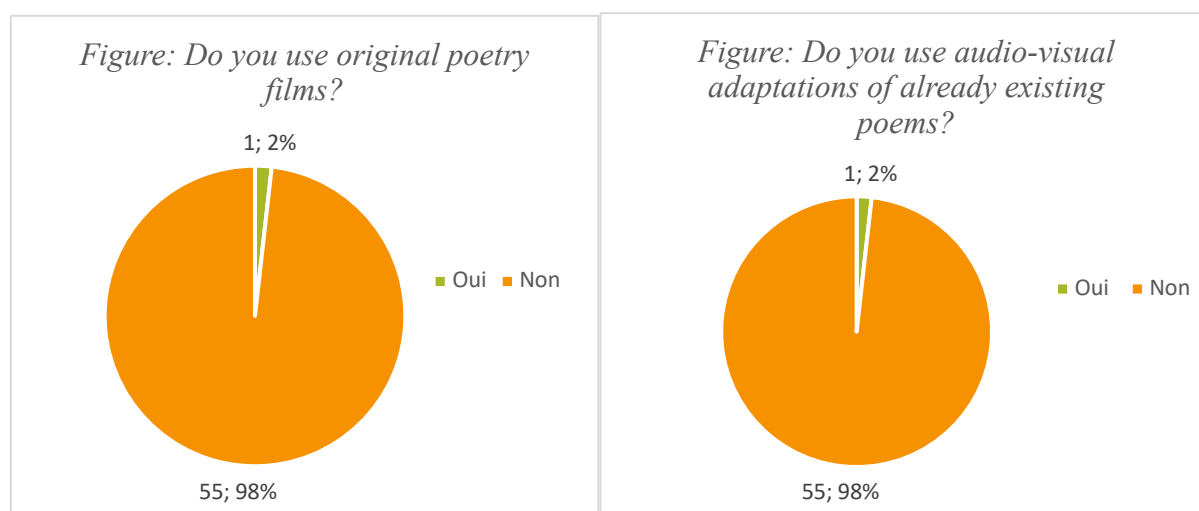 Figure: Do you use original poetry
films?
1; 2%
Oui Non
55; 98%
Figure: Do you use audio-visual
adaptations of already existing
poems?
1; 2%
Oui Non
55; 98%